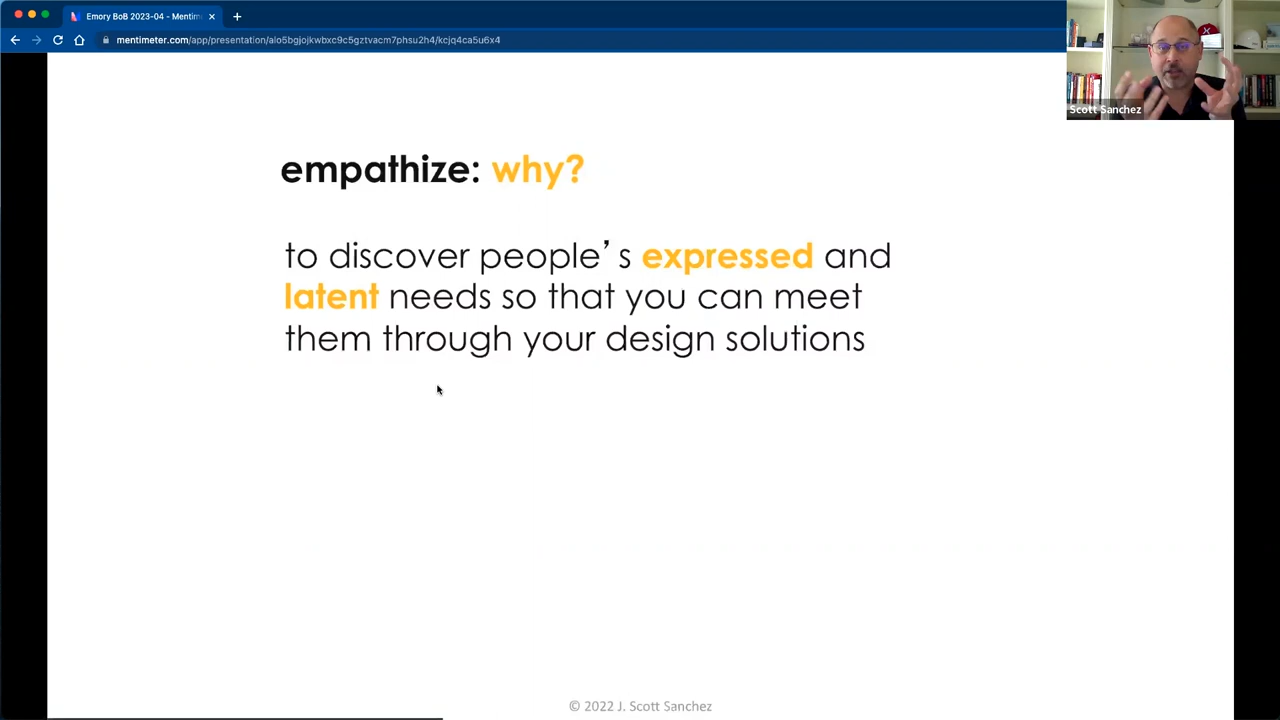 Emory BoB 2023-04 - Mentim
mentimeter.com/app/presentation/alo5bgjojkwbxc9c5gztvacm7phsu2h4/kcjq4ca5u6x4
Scott Sanchez
empathize: why?
to discover people’s expressed and
latent needs so that you can meet
them through your design solutions
© 2022 J. Scott Sanchez